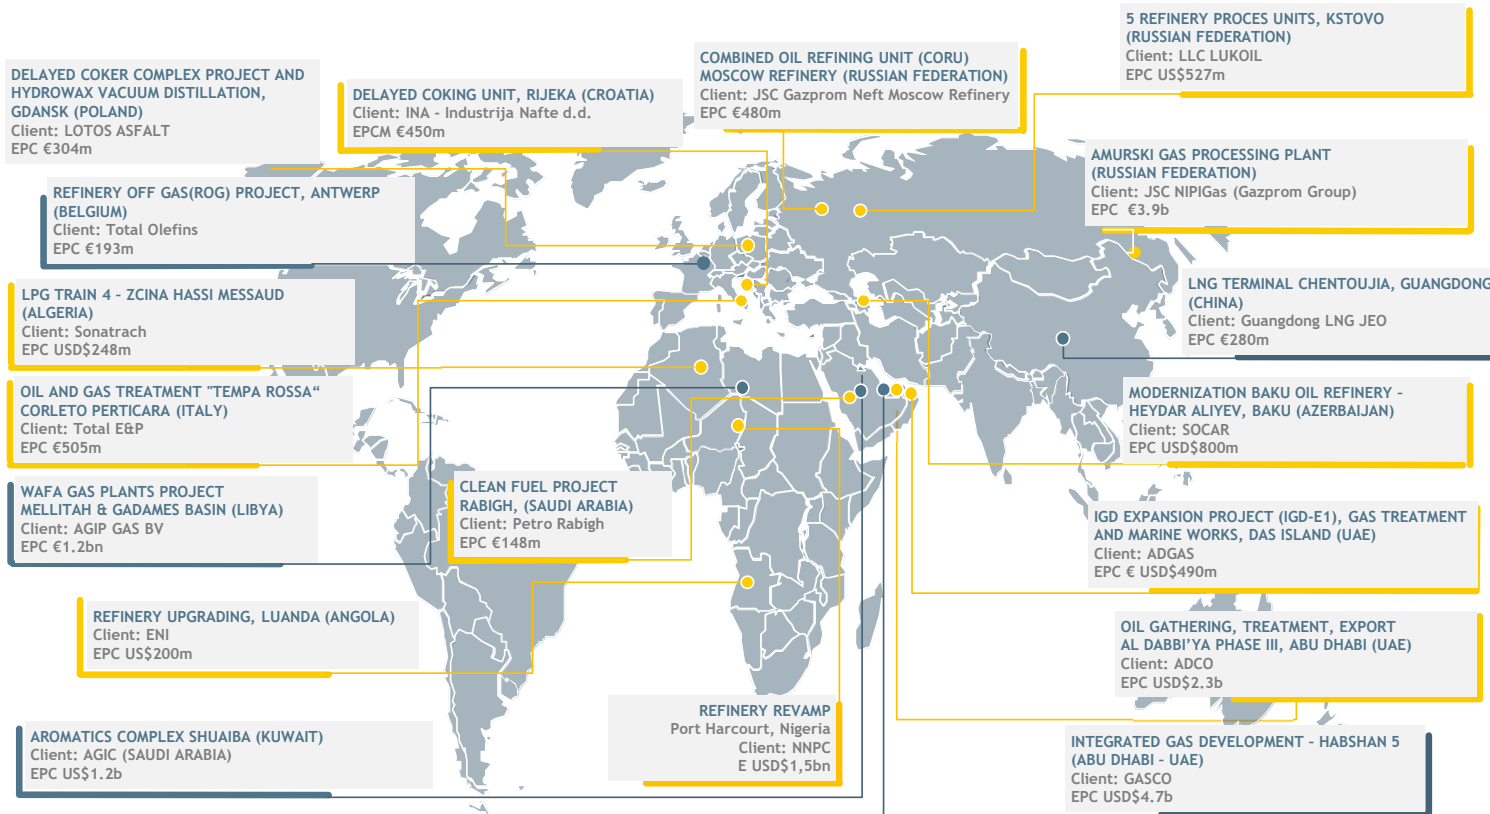 5 REFINERY PROCES UNITS, KSTOVO
(RUSSIAN FEDERATION)
Client: LLC LUKOIL
EPC US$527m
COMBINED OIL REFINING UNIT (CORU)
MOSCOW REFINERY (RUSSIAN FEDERATION)
Client: JSC Gazprom Neft Moscow Refinery
EPC €480m
DELAYED COKER COMPLEX PROJECT AND
HYDROWAX VACUUM DISTILLATION,
GDANSK (POLAND)
Client: LOTOS ASFALT
EPC €304m
DELAYED COKING UNIT, RIJEKA (CROATIA)
Client: INA - Industrija Nafte d.d.
EPCM €450m
AMURSKI GAS PROCESSING PLANT
(RUSSIAN FEDERATION)
Client: JSC NIPIGas (Gazprom Group)
EPC €3.9b
REFINERY OFF GAS(ROG) PROJECT, ANTWERP
(BELGIUM)
Client: Total Olefins
EPC €193m
LNG TERMINAL CHENTOUJIA, GUANGDONG
(CHINA)
Client: Guangdong LNG JEO
EPC €280m
LPG TRAIN 4 - ZCINA HASSI MESSAUD
(ALGERIA)
Client: Sonatrach
EPC USD$248m
OIL AND GAS TREATMENT "TEMPA ROSSA“
CORLETO PERTICARA (ITALY)
Client: Total E&P
EPC €505m
MODERNIZATION BAKU OIL REFINERY -
HEYDAR ALIYEV, BAKU (AZERBAIJAN)
Client: SOCAR
EPC USD$800m
WAFA GAS PLANTS PROJECT
MELLITAH & GADAMES BASIN (LIBYA)
Client: AGIP GAS BV
EPC €1.2bn
CLEAN FUEL PROJECT
RABIGH, (SAUDI ARABIA)
Client: Petro Rabigh
EPC €148m
IGD EXPANSION PROJECT (IGD-E1), GAS TREATMENT
AND MARINE WORKS, DAS ISLAND (UAE)
Client: ADGAS
EPC € USD$490m
REFINERY UPGRADING, LUANDA (ANGOLA)
Client: ENI
EPC US$200m
OIL GATHERING, TREATMENT, EXPORT
AL DABBI’YA PHASE III, ABU DHABI (UAE)
Client: ADCO
EPC USD$2.3b
REFINERY REVAMP
Port Harcourt, Nigeria
Client: NNPC
E USD$1,5bn
AROMATICS COMPLEX SHUAIBA (KUWAIT)
Client: AGIC (SAUDI ARABIA)
EPC US$1.2b
INTEGRATED GAS DEVELOPMENT - HABSHAN 5
(ABU DHABI - UAE)
Client: GASCO
EPC USD$4.7b